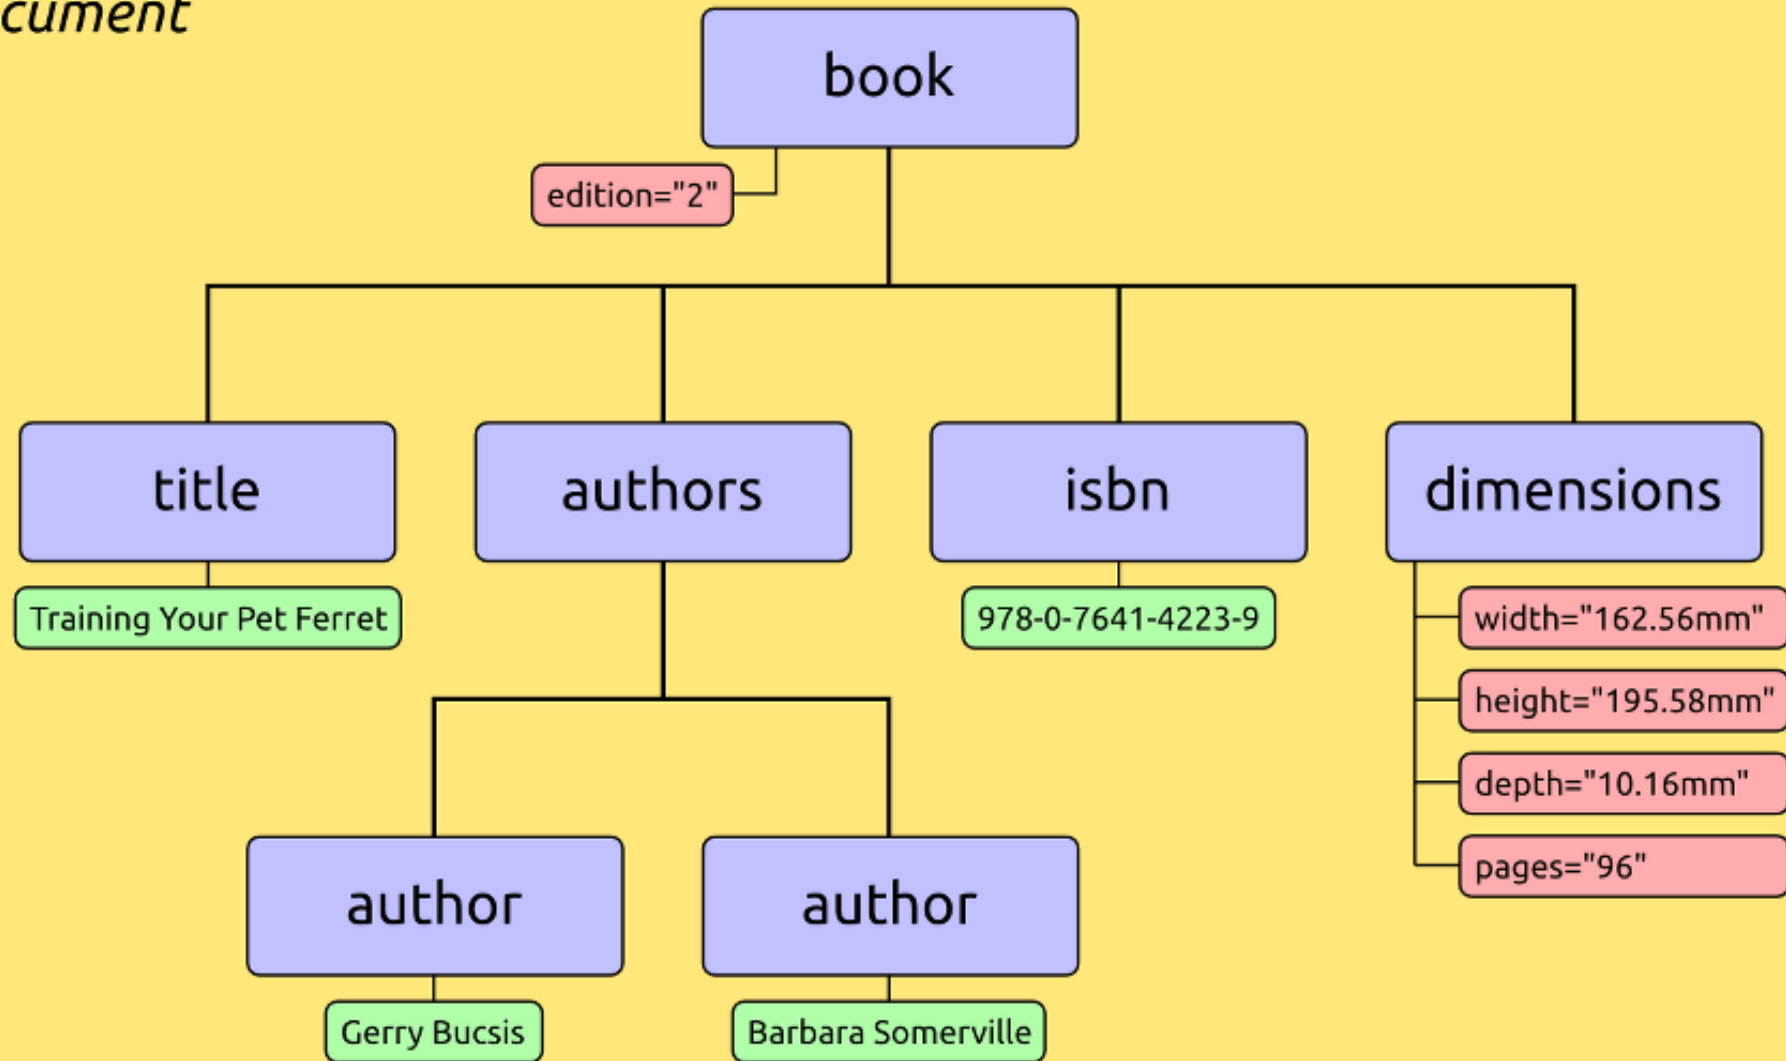 cument
book
edition="2"
title
authors
isbn
dimensions
Training Your Pet Ferret
978-0-7641-4223-9
width="162.56mm"
height="195.58mm"
depth="10.16mm"
pages="96"
author
author
Gerry Bucsis
Barbara Somerville